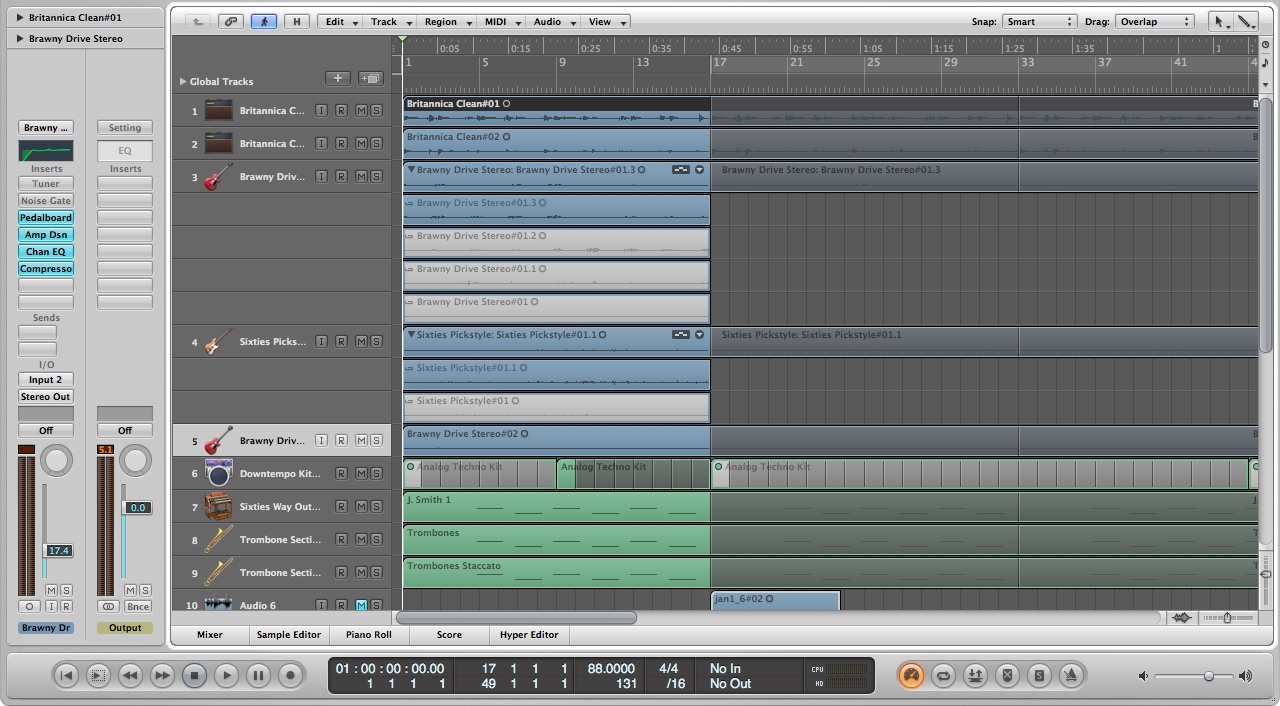 Britannica Clean#01
Brawny Drive Stereo
Brawny ...
Setting
EQ
Inserts
Inserts
Tuner
Noise Gate
Pedalboard
Amp Dsn
Chan EQ
Compresso
Sends
I/O
Input 2
Stereo Out
Off
Off
5.1
0.0
17.4
M S
M S
I R
Bnce
Brawny Dr
Output
H
Edit
Track
Region
MIDI
Audio
View
Snap: Smart
Drag: Overlap
0:05 0:15 0:25 0:35 0:45 0:55 1:05 1:15 1:25 1:35
1 5 9 13 17 21 25 29 33 37 41
Global Tracks
1 Britannica C... I R M S
Britannica Clean#01
2 Britannica C... I R M S
Britannica Clean#02
3 Brawny Driv... I R M S
Brawny Drive Stereo: Brawny Drive Stereo#01.3
Brawny Drive Stereo: Brawny Drive Stereo#01.3
Brawny Drive Stereo#01.3
Brawny Drive Stereo#01.2
Brawny Drive Stereo#01.1
Brawny Drive Stereo#01
4 Sixties Picks... I R M S
Sixties Pickstyle: Sixties Pickstyle#01.1
Sixties Pickstyle: Sixties Pickstyle#01.1
Sixties Pickstyle#01.1
Sixties Pickstyle#01
5 Brawny Driv... I R M S
Brawny Drive Stereo#02
6 Downtempo Kit... R M S
Analog Techno Kit
Analog Techno Kit
Analog Techno Kit
7 Sixties Way Out... R M S
J. Smith 1
8 Trombone Secti... R M S
Trombones
9 Trombone Secti... R M S
Trombones Staccato
10 Audio 6 I R M S
jan1_6#02
Mixer
Sample Editor
Piano Roll
Score
Hyper Editor
01 : 00 : 00 : 00.00
1 1 1 1
17 1 1 1
49 1 1 1
88.0000
131
4/4
/16
No In
No Out
CPU
HD
S